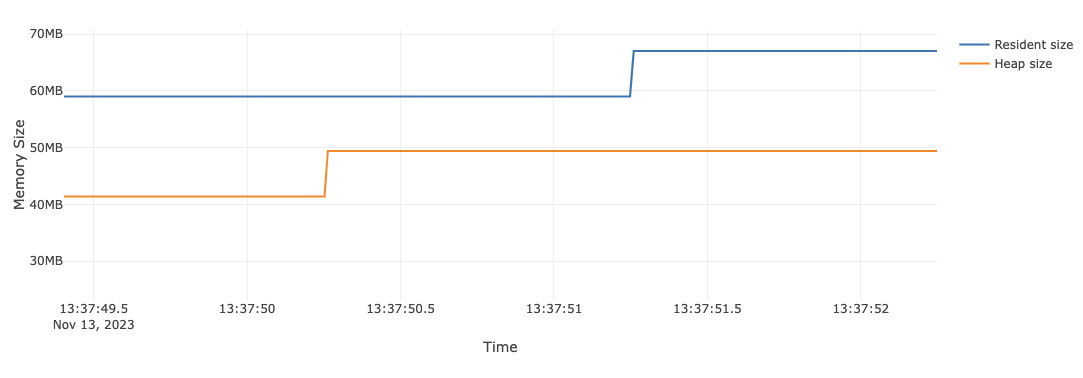 70MB
60MB
50MB
40MB
30MB
Memory Size
13:37:49.5
Nov 13, 2023
13:37:50
13:37:50.5
13:37:51
13:37:51.5
13:37:52
Time
Resident size
Heap size